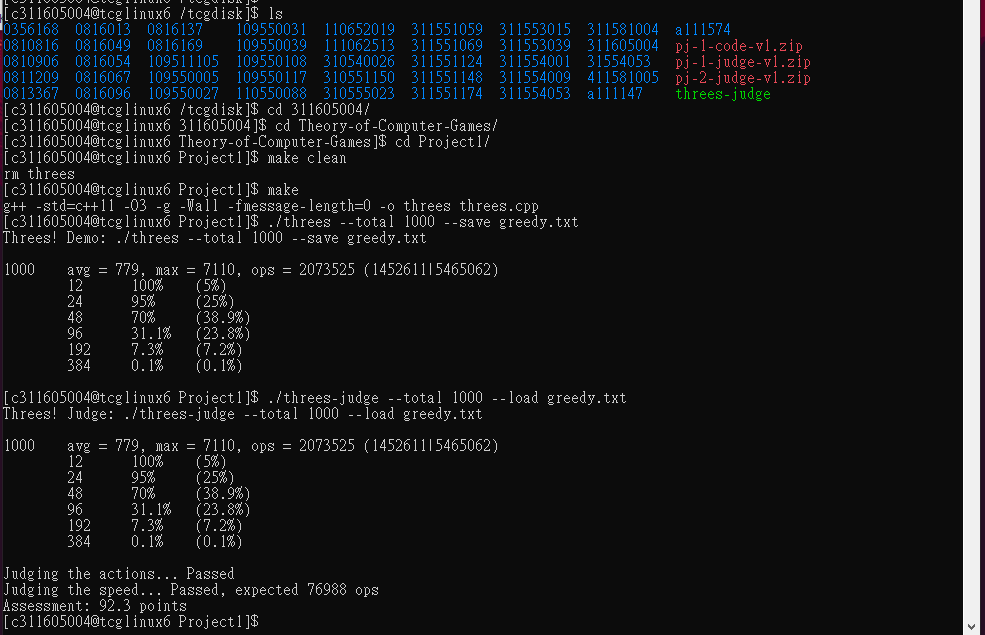 [c311605004@tcglinux6 /tcgdisk]$ ls
0356168 0816013 0816137 109550031 110652019 311551059 311553015 311581004 a111574
0810816 0816049 0816169 109550039 111062513 311551069 311553039 311605004 pj-1-code-v1.zip
0810906 0816054 109511105 109550108 310540026 311551124 311554001 31554053 pj-1-judge-v1.zip
0811209 0816067 109550005 109550117 310551150 311551148 311554009 411581005 pj-2-judge-v1.zip
0813367 0816096 109550027 110550088 310555023 311551174 311554053 a111147 threes-judge
[c311605004@tcglinux6 /tcgdisk]$ cd 311605004/
[c311605004@tcglinux6 311605004]$ cd Theory-of-Computer-Games/
[c311605004@tcglinux6 Theory-of-Computer-Games]$ cd Project1/
[c311605004@tcglinux6 Project1]$ make clean
rm threes
[c311605004@tcglinux6 Project1]$ make
g++ -std=c++11 -O3 -g -Wall -fmessage-length=0 -o threes threes.cpp
[c311605004@tcglinux6 Project1]$ ./threes --total 1000 --save greedy.txt
Threes! Demo: ./threes --total 1000 --save greedy.txt
1000 avg = 779, max = 7110, ops = 2073525 (1452611|5465062)
12 100% (5%)
24 95% (25%)
48 70% (38.9%)
96 31.1% (23.8%)
192 7.3% (7.2%)
384 0.1% (0.1%)
[c311605004@tcglinux6 Project1]$ ./threes-judge --total 1000 --load greedy.txt
Threes! Judge: ./threes-judge --total 1000 --load greedy.txt
1000 avg = 779, max = 7110, ops = 2073525 (1452611|5465062)
12 100% (5%)
24 95% (25%)
48 70% (38.9%)
96 31.1% (23.8%)
192 7.3% (7.2%)
384 0.1% (0.1%)
Judging the actions... Passed
Judging the speed... Passed, expected 76988 ops
Assessment: 92.3 points
[c311605004@tcglinux6 Project1]$